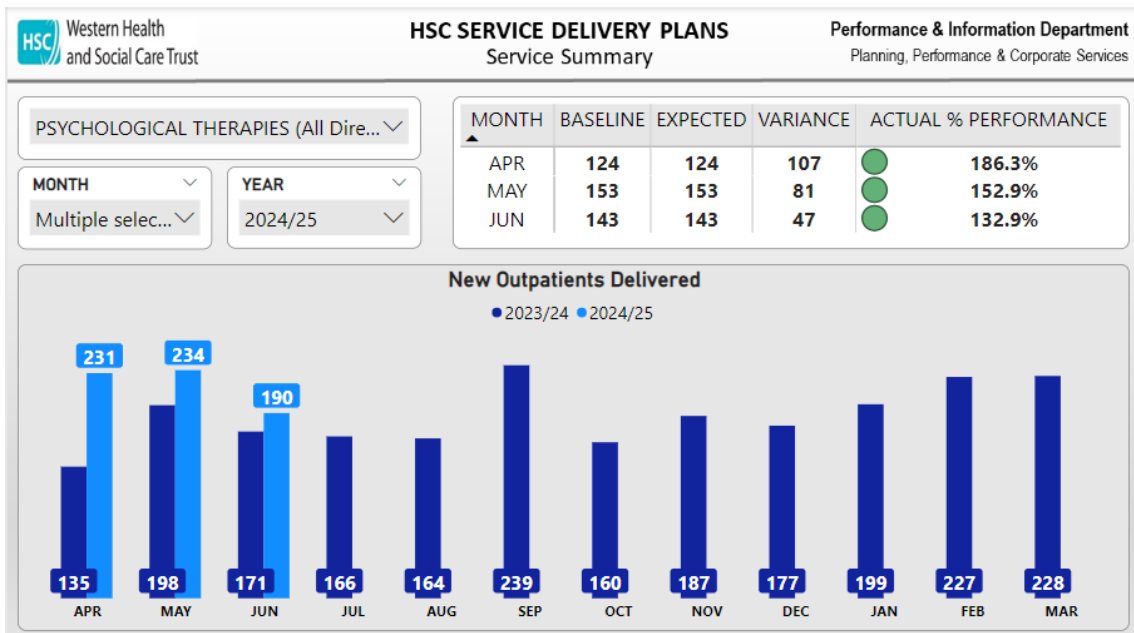 HSC
Western Health
and Social Care Trust
HSC SERVICE DELIVERY PLANS
Service Summary
Performance & Information Department
Planning, Performance & Corporate Services
PSYCHOLOGICAL THERAPIES (All Dire...
MONTH
Multiple selec...
YEAR
2024/25
MONTH BASELINE EXPECTED VARIANCE ACTUAL % PERFORMANCE
APR 124 124 107 186.3%
MAY 153 153 81 152.9%
JUN 143 143 47 132.9%
New Outpatients Delivered
2023/24 2024/25
231 234 190
135 198 171 166 164 239 160 187 177 199 227 228
APR MAY JUN JUL AUG SEP OCT NOV DEC JAN FEB MAR